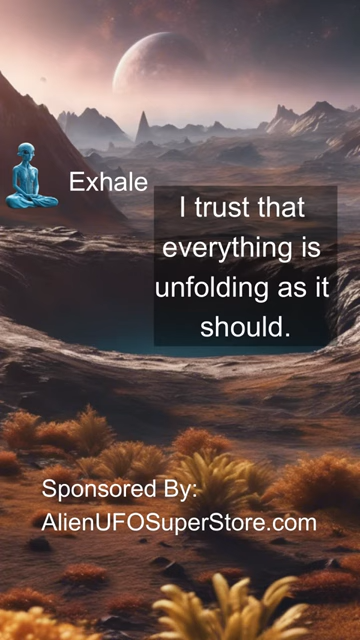 Exhale
I trust that
everything is
unfolding as it
should.
Sponsored By:
AlienUFOSuperStore.com